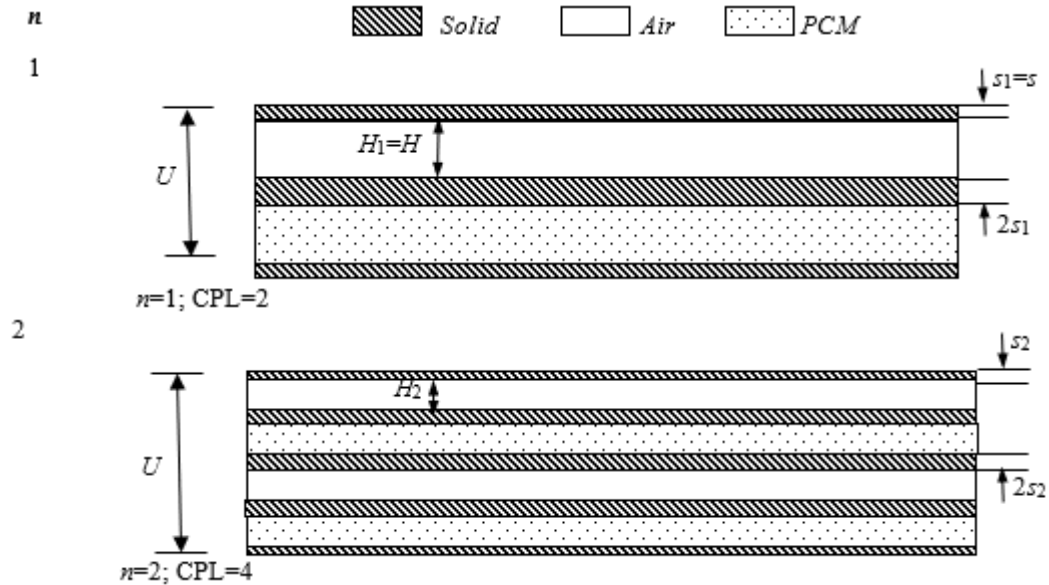 n Solid Air PCM
1
s1=s
H1=H
U
2s1
n=1; CPL=2
2
s2
H2
U
2s2
n=2; CPL=4